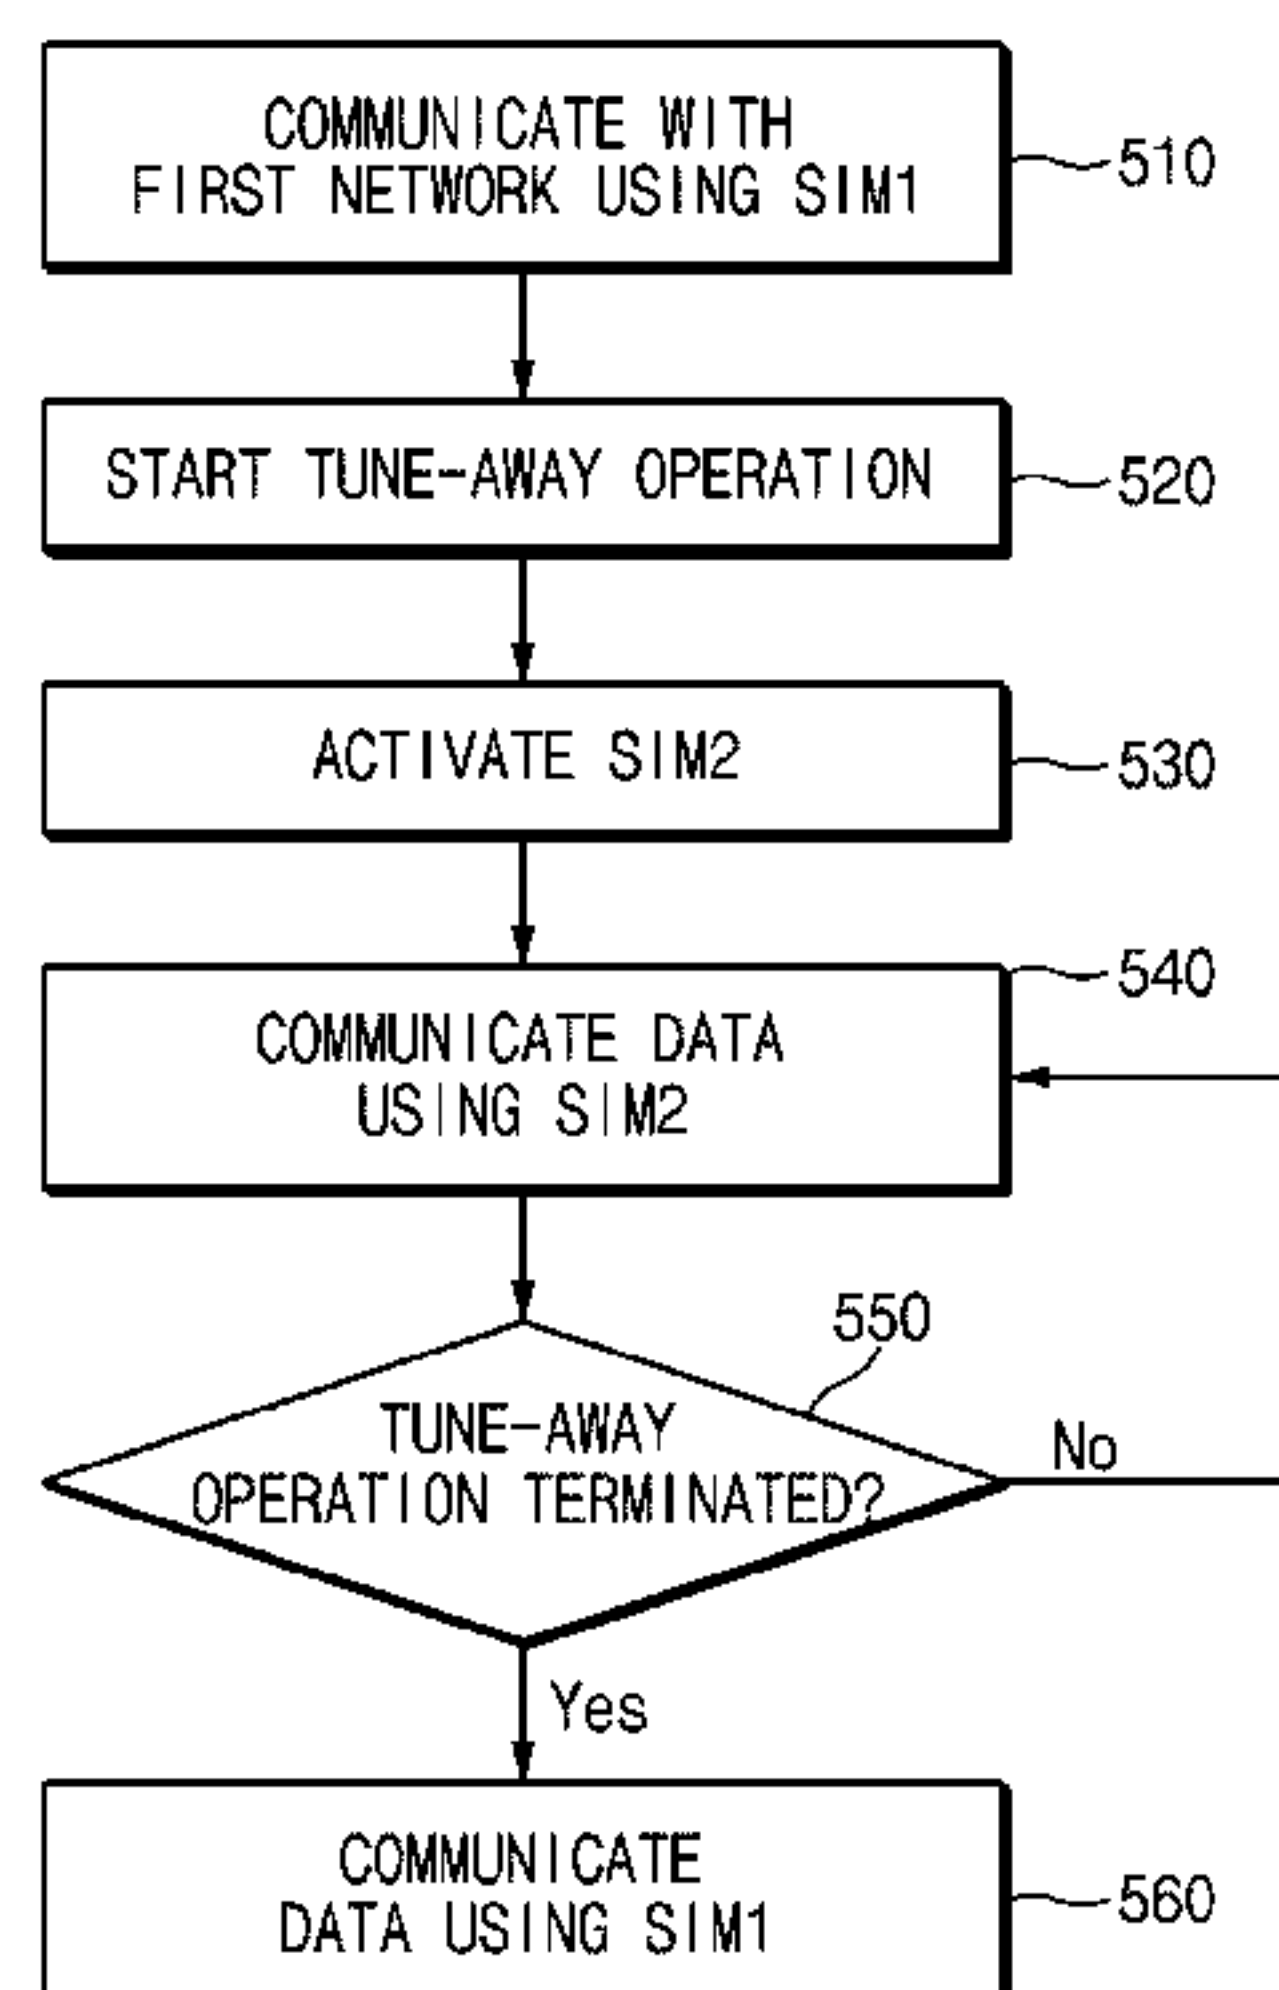 COMMUNICATE WITH
FIRST NETWORK USING SIM1
510
START TUNE-AWAY OPERATION
520
ACTIVATE SIM2
530
540
COMMUNICATE DATA
USING SIM2
550
TUNE-AWAY
OPERATION TERMINATED?
No
Yes
COMMUNICATE
DATA USING SIM1
560